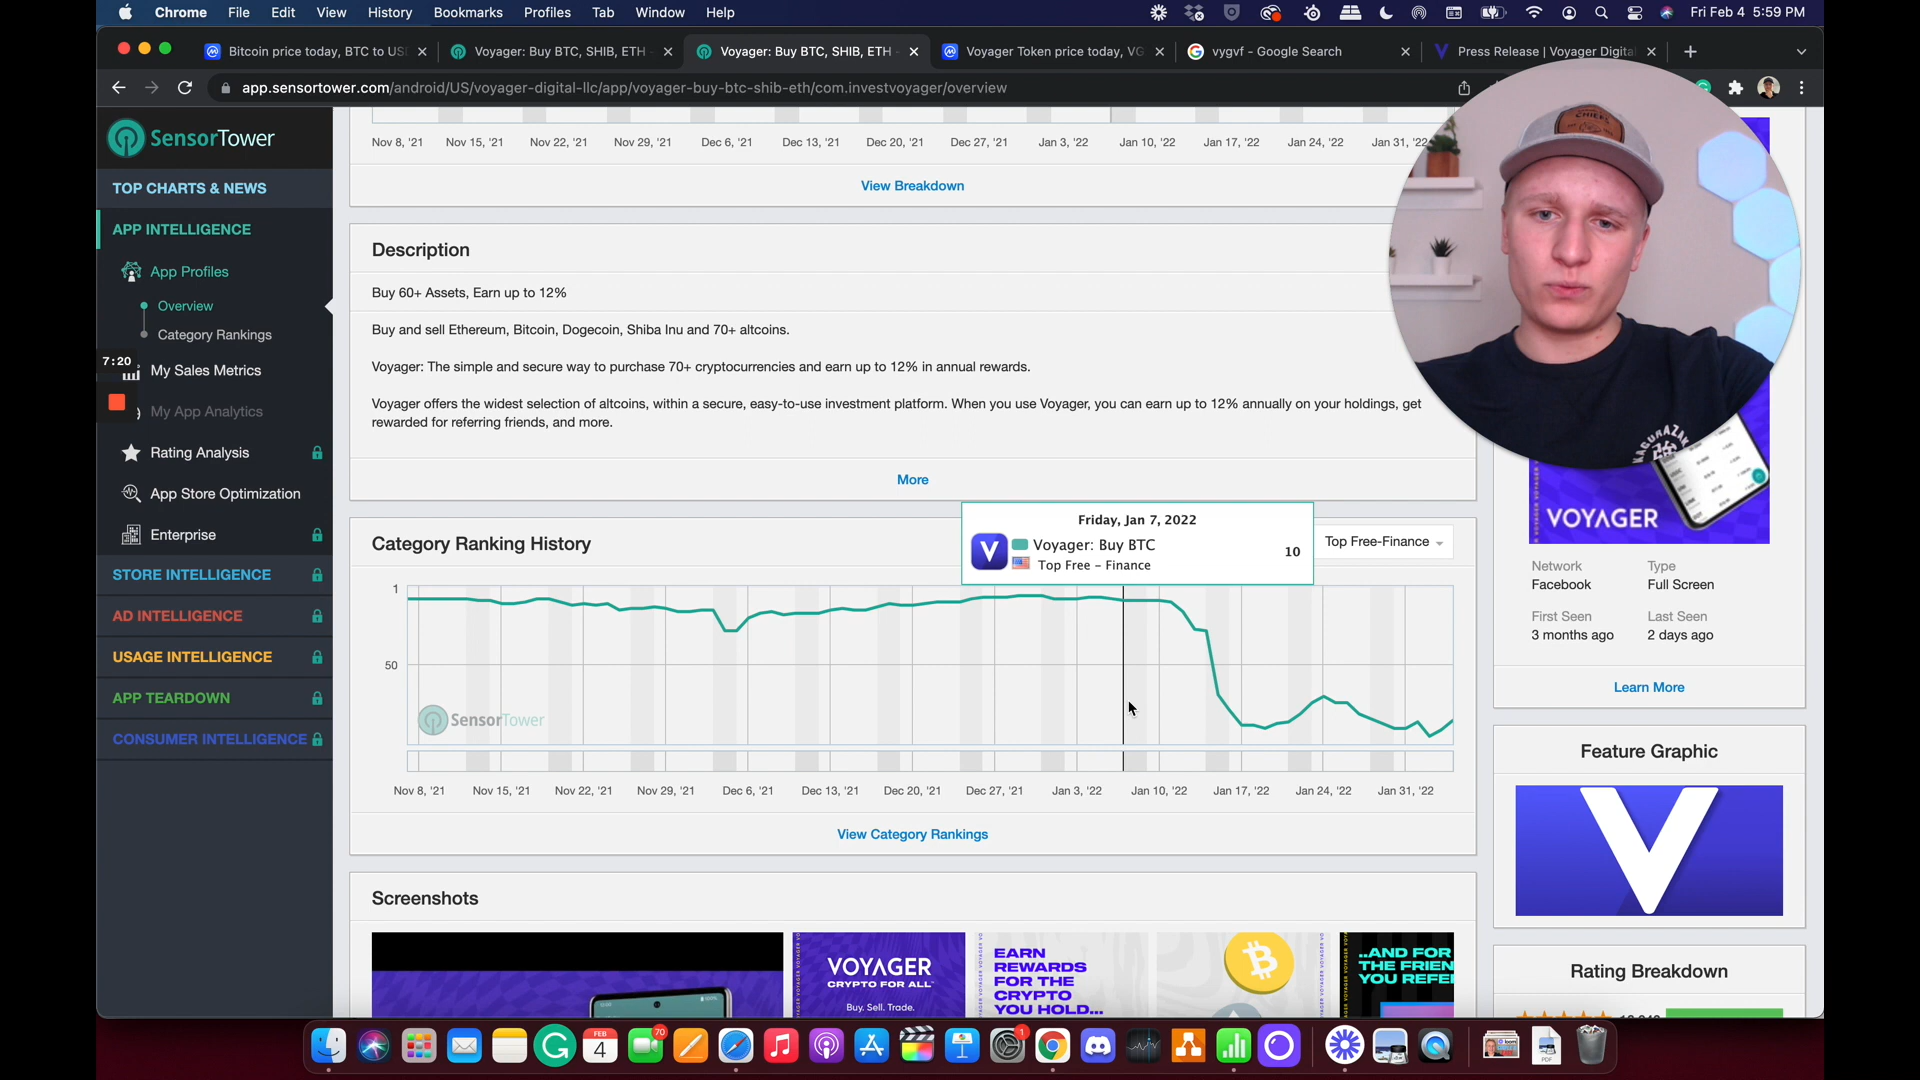 Chrome File Edit View History Bookmarks Profiles Tab Window Help
Fri Feb 4 5:59 PM
Bitcoin price today, BTC to US
Voyager: Buy BTC, SHIB, ETH -
Voyager: Buy BTC, SHIB, ETH -
Voyager Token price today, VG
vygvf - Google Search
Press Release | Voyager Digita
app.sensortower.com/android/US/voyager-digital-llc/app/voyager-buy-btc-shib-eth/com.investvoyager/overview
SensorTower
TOP CHARTS & NEWS
APP INTELLIGENCE
App Profiles
Overview
Category Rankings
7:20
My Sales Metrics
My App Analytics
Rating Analysis
App Store Optimization
Enterprise
STORE INTELLIGENCE
AD INTELLIGENCE
USAGE INTELLIGENCE
APP TEARDOWN
CONSUMER INTELLIGENCE
Nov 8, '21 Nov 15, '21 Nov 22, '21 Nov 29, '21 Dec 6, '21 Dec 13, '21 Dec 20, '21 Dec 27, '21 Jan 3, '22 Jan 10, '22 Jan 17, '22 Jan 24, '22 Jan 31, '22
View Breakdown
Description
Buy 60+ Assets, Earn up to 12%
Buy and sell Ethereum, Bitcoin, Dogecoin, Shiba Inu and 70+ altcoins.
Voyager: The simple and secure way to purchase 70+ cryptocurrencies and earn up to 12% in annual rewards.
Voyager offers the widest selection of altcoins, within a secure, easy-to-use investment platform. When you use Voyager, you can earn up to 12% annually on your holdings, get
rewarded for referring friends, and more.
More
Category Ranking History
Friday, Jan 7, 2022
V Voyager: Buy BTC 10
Top Free – Finance
Top Free-Finance
1
50
SensorTower
Nov 8, '21 Nov 15, '21 Nov 22, '21 Nov 29, '21 Dec 6, '21 Dec 13, '21 Dec 20, '21 Dec 27, '21 Jan 3, '22 Jan 10, '22 Jan 17, '22 Jan 24, '22 Jan 31, '22
View Category Rankings
Screenshots
VOYAGER
CRYPTO FOR ALL
Buy. Sell. Trade.
EARN
REWARDS
FOR THE
CRYPTO
YOU HOLD...
..AND FOR
THE FRIEN
YOU REFER
CHIEFS
VOYAGER
Network Type
Facebook Full Screen
First Seen Last Seen
3 months ago 2 days ago
Learn More
Feature Graphic
V
Rating Breakdown
FEB
4
70
1
PDF